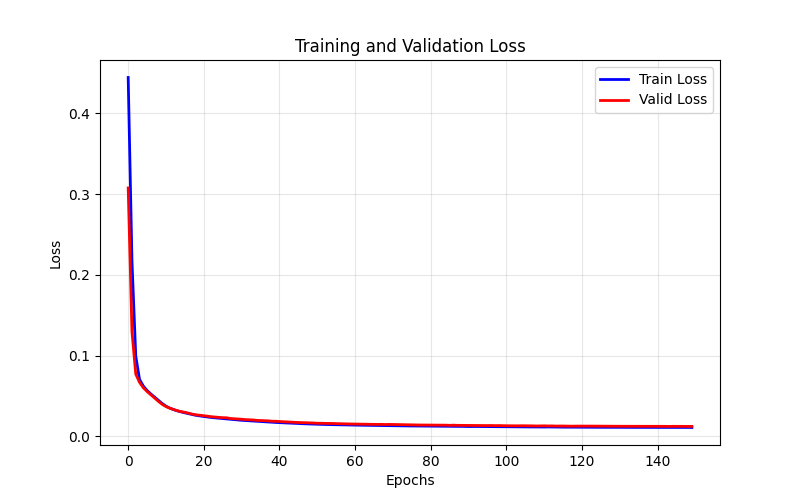 Training and Validation Loss
Train Loss
Valid Loss
0.4
0.3
0.2
0.1
0.0
Loss
0 20 40 60 80 100 120 140
Epochs